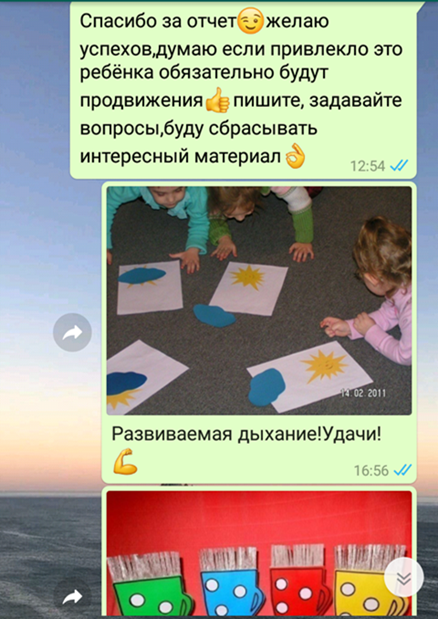 Спасибо за отчет😉желаю
успехов,думаю если привлекло это
ребёнка обязательно будут
продвижения👍пишите, задавайте
вопросы,буду сбрасывать
интересный материал👌
12:54
14.02.2011
Развиваемая дыхание!Удачи!
💪
16:56